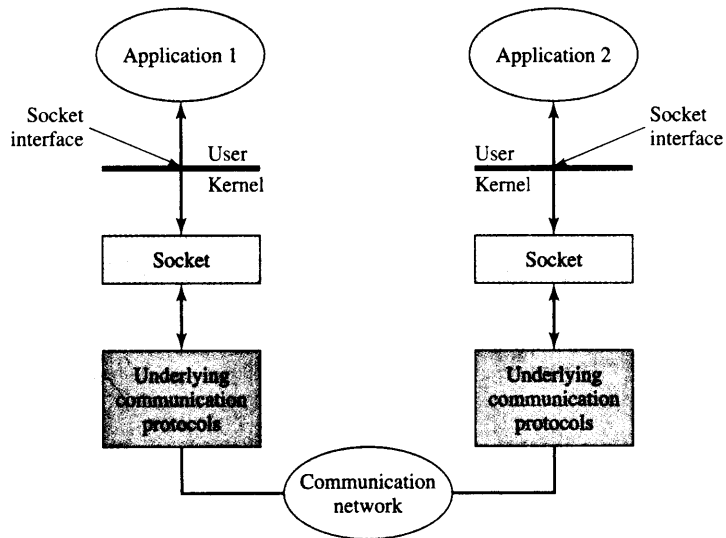 Application 1
Application 2
Socket
interface
Socket
interface
User
Kernel
User
Kernel
Socket
Socket
Underlying
communication
protocols
Underlying
communication
protocols
Communication
network